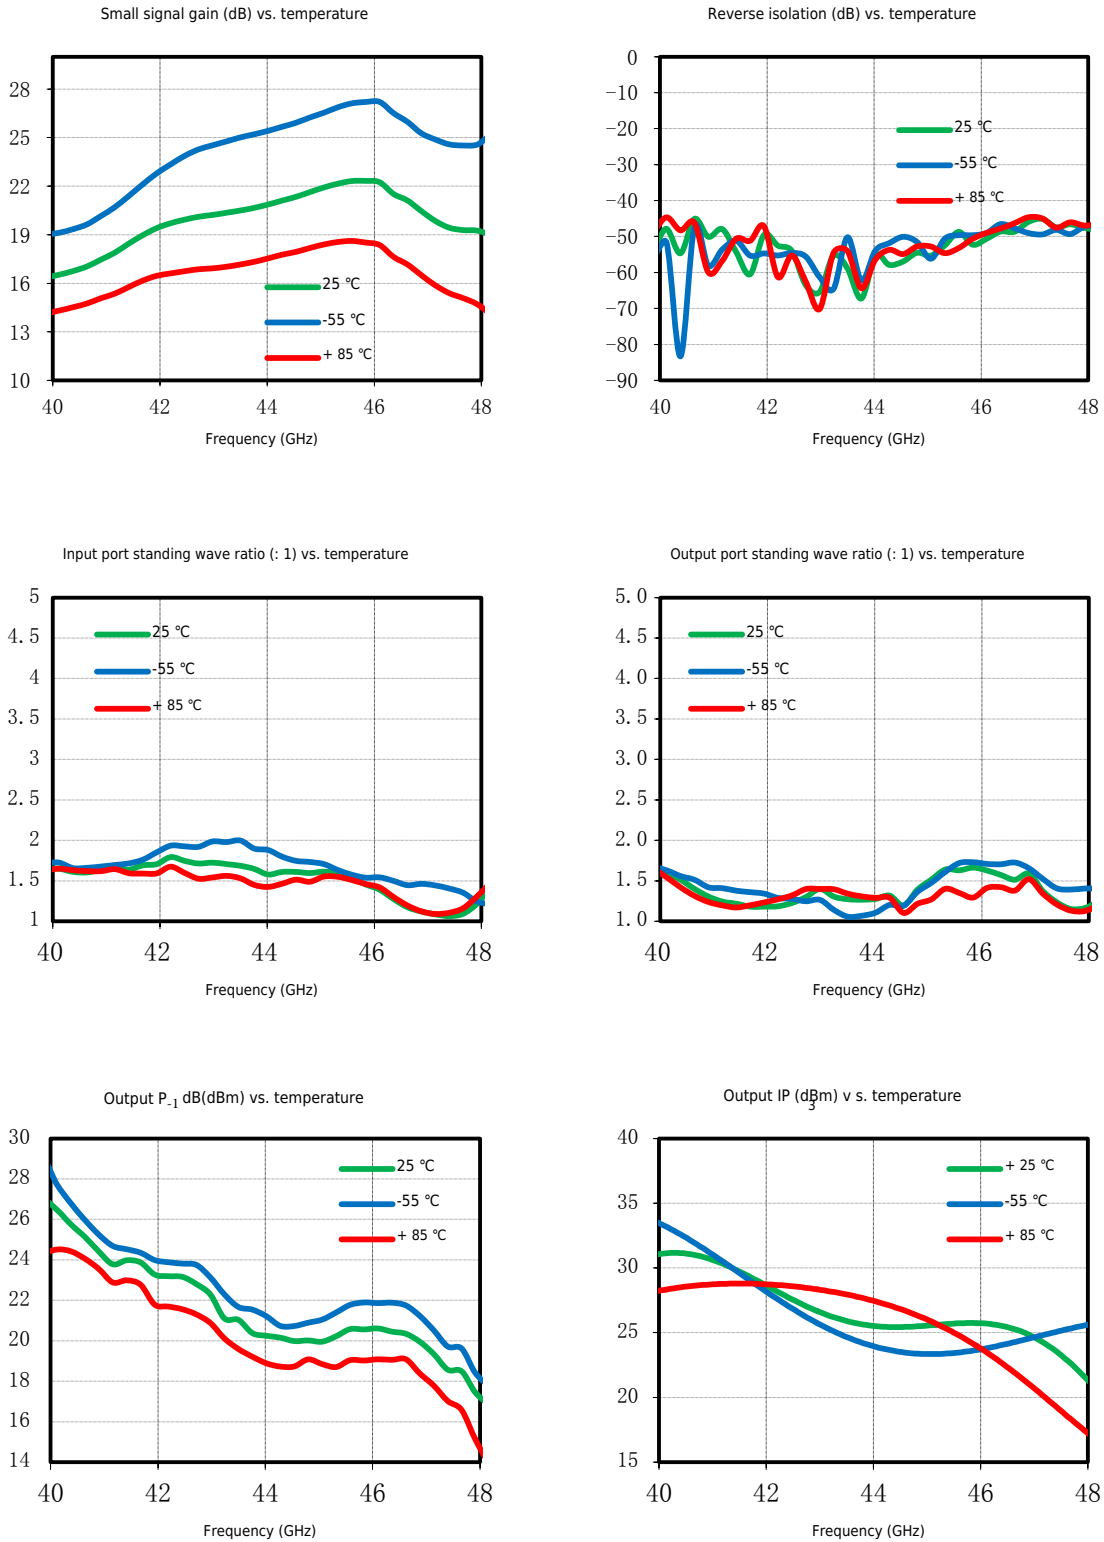 Small signal gain (dB) vs. temperature
28
25
22
19
16
13
10
25 ℃
-55 ℃
+ 85 ℃
40 42 44 46 48
Frequency (GHz)
Reverse isolation (dB) vs. temperature
0
−10
−20
−30
−40
−50
−60
−70
−80
−90
25 ℃
-55 ℃
+ 85 ℃
40 42 44 46 48
Frequency (GHz)
Input port standing wave ratio (: 1) vs. temperature
5
4. 5
4
3. 5
3
2. 5
2
1. 5
1
25 ℃
-55 ℃
+ 85 ℃
40 42 44 46 48
Frequency (GHz)
Output port standing wave ratio (: 1) vs. temperature
5. 0
4. 5
4. 0
3. 5
3. 0
2. 5
2. 0
1. 5
1. 0
25 ℃
-55 ℃
+ 85 ℃
40 42 44 46 48
Frequency (GHz)
Output P-1 dB(dBm) vs. temperature
30
28
26
24
22
20
18
16
14
25 ℃
-55 ℃
+ 85 ℃
40 42 44 46 48
Frequency (GHz)
Output IP3 (dBm) v s. temperature
40
35
30
25
20
15
+ 25 ℃
-55 ℃
+ 85 ℃
40 42 44 46 48
Frequency (GHz)